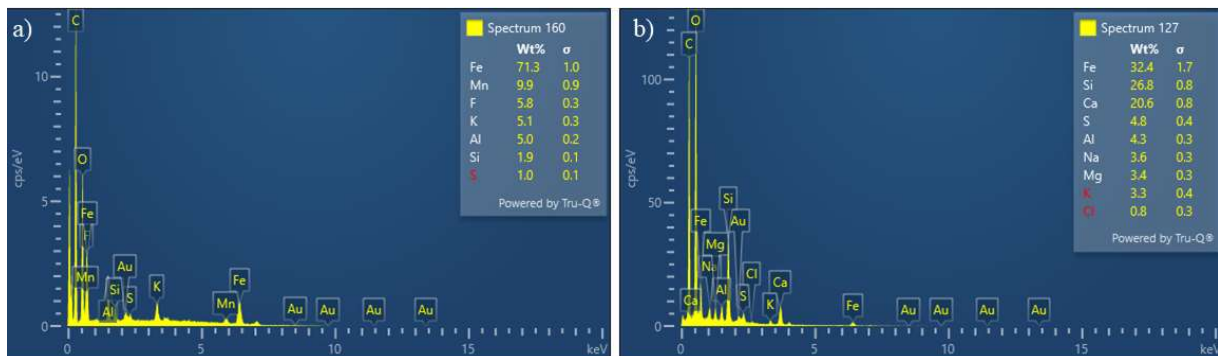 a)
Spectrum 160
Wt% σ
Fe 71.3 1.0
Mn 9.9 0.9
F 5.8 0.3
K 5.1 0.3
Al 5.0 0.2
Si 1.9 0.1
S 1.0 0.1
Powered by Tru-Q®
cps/eV
10
5
0
C
O
Fe
F
Mn
Al
Si
Au
S
K
Mn
Fe
Au
Au
Au
Au
0 5 10 15 keV
b)
Spectrum 127
Wt% σ
Fe 32.4 1.7
Si 26.8 0.8
Ca 20.6 0.8
S 4.8 0.4
Al 4.3 0.3
Na 3.6 0.3
Mg 3.4 0.3
K 3.3 0.4
Cl 0.8 0.3
Powered by Tru-Q®
cps/eV
100
50
0
O
C
Si
Fe
Au
Mg
Na
Cl
Ca
Al
S
K
Ca
Fe
Au
Au
Au
Au
0 5 10 15 keV